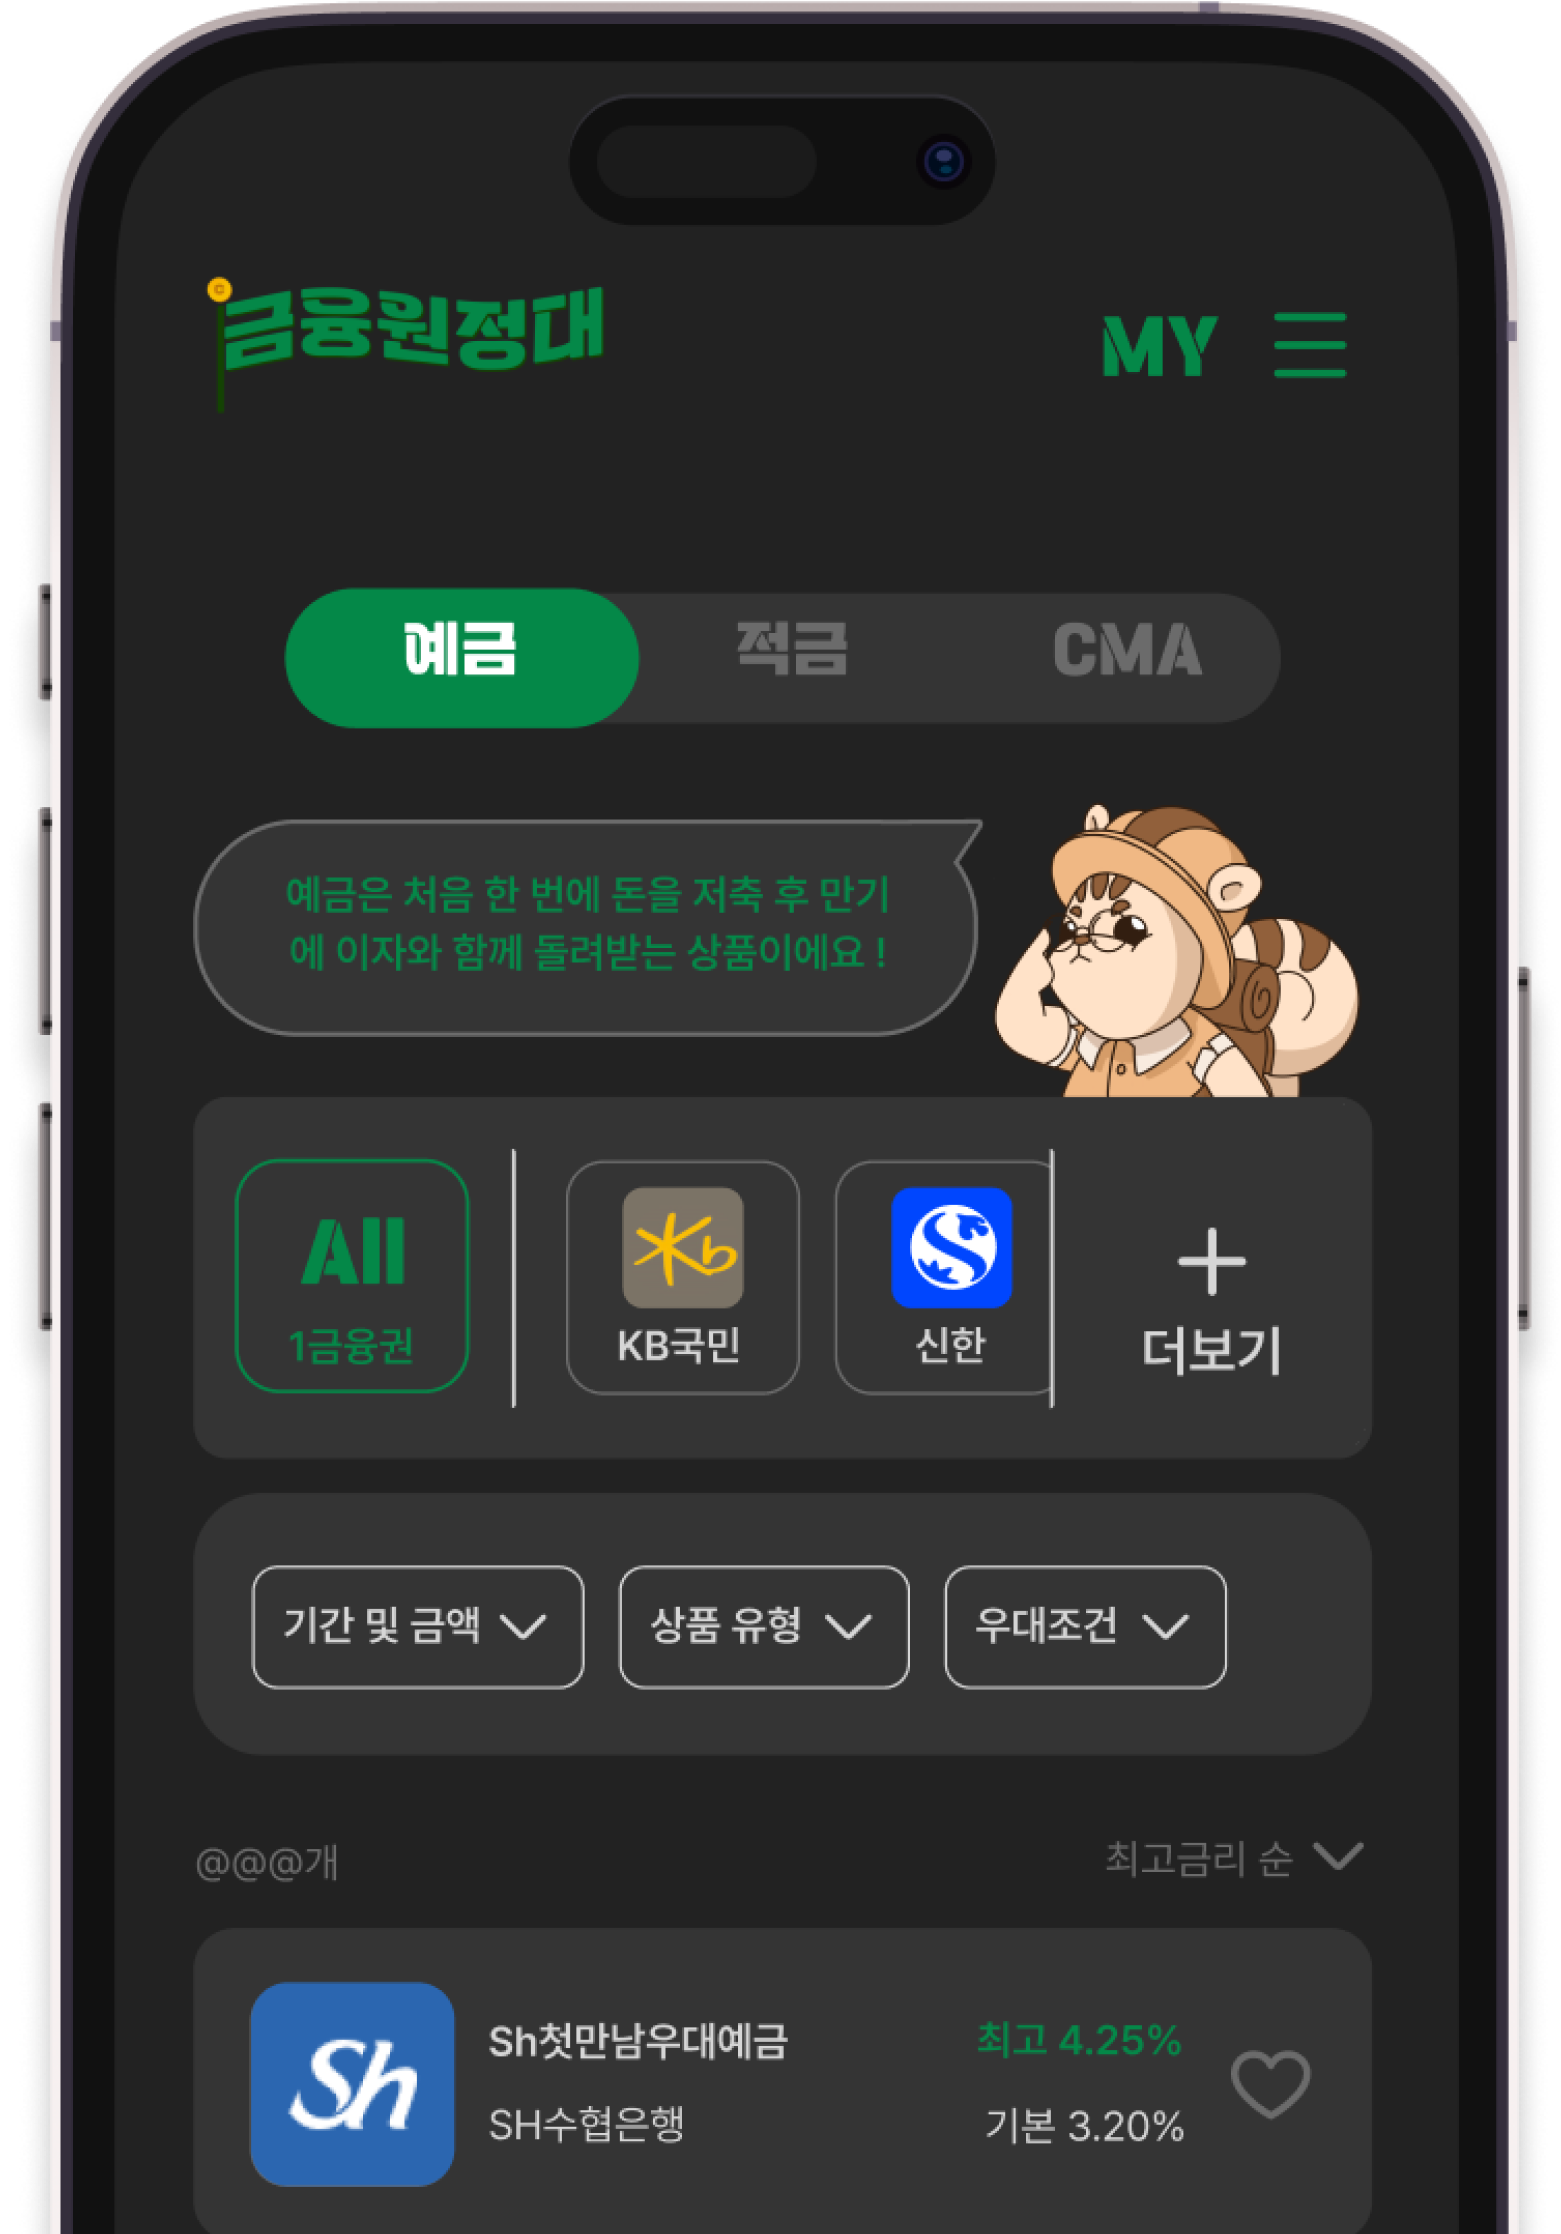 금융원정대
MY
예금
적금
CMA
예금은 처음 한 번에 돈을 저축 후 만기
에 이자와 함께 돌려받는 상품이에요 !
All
1금융권
Kb
KB국민
신한
더보기
기간 및 금액
상품 유형
우대조건
@@@개
최고금리 순
Sh
Sh첫만남우대예금
최고 4.25%
SH수협은행
기본 3.20%